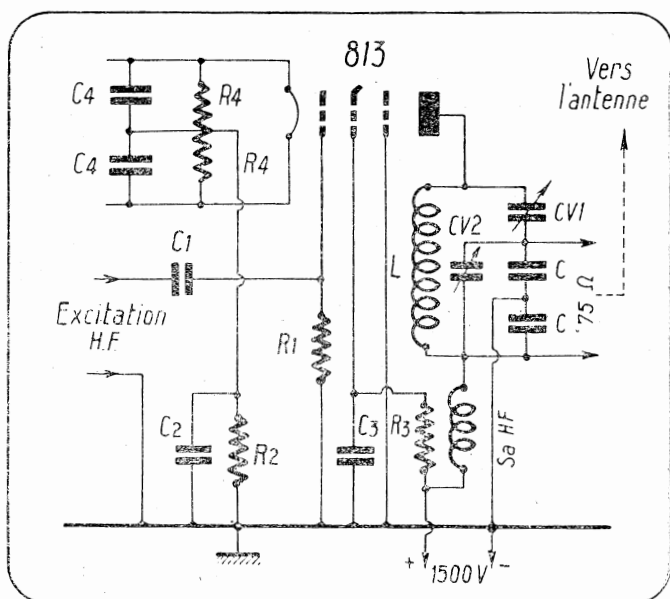 813
Vers
l'antenne
C4
R4
C4
R4
CV1
CV2
C1
L
C
75 Ω
C
Excitation
H.F.
R1
C2
R2
C3
R3
Sa HF
+ 1500V -